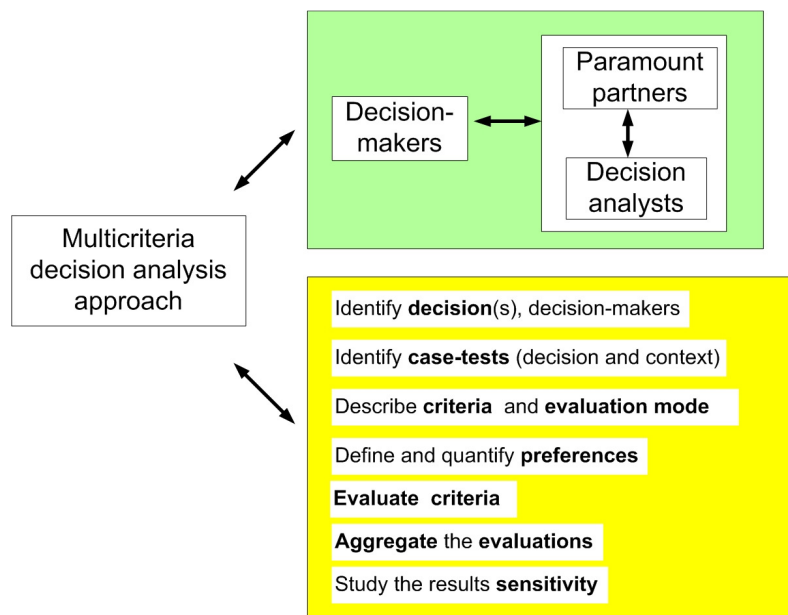 Multicriteria
decision analysis
approach
Decision-
makers
Paramount
partners
Decision
analysts
Identify decision(s), decision-makers
Identify case-tests (decision and context)
Describe criteria and evaluation mode
Define and quantify preferences
Evaluate criteria
Aggregate the evaluations
Study the results sensitivity